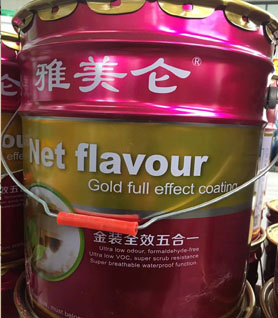 雅美仑®
Net flavour
Gold full effect coating
金装全效五合一
Ultra low odour, formaldehyde-free
Ultra low VOC, super scrub resistance
Super breathable waterproof function